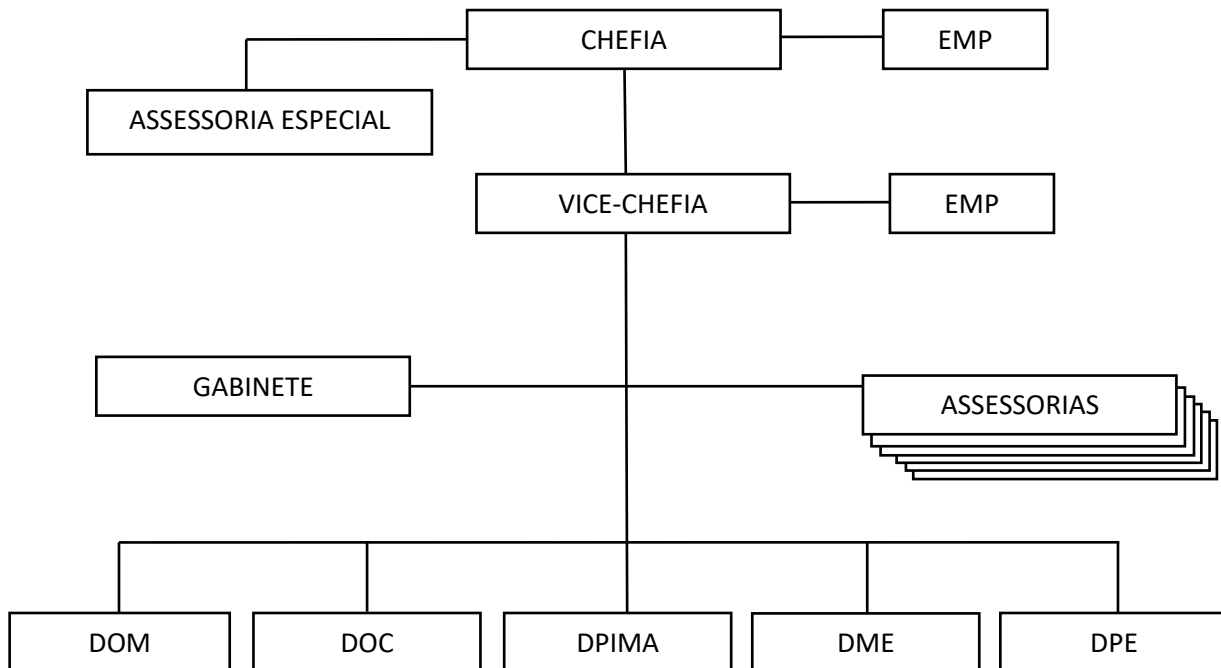 CHEFIA
EMP
ASSESSORIA ESPECIAL
VICE-CHEFIA
EMP
GABINETE
ASSESSORIAS
DOM
DOC
DPIMA
DME
DPE